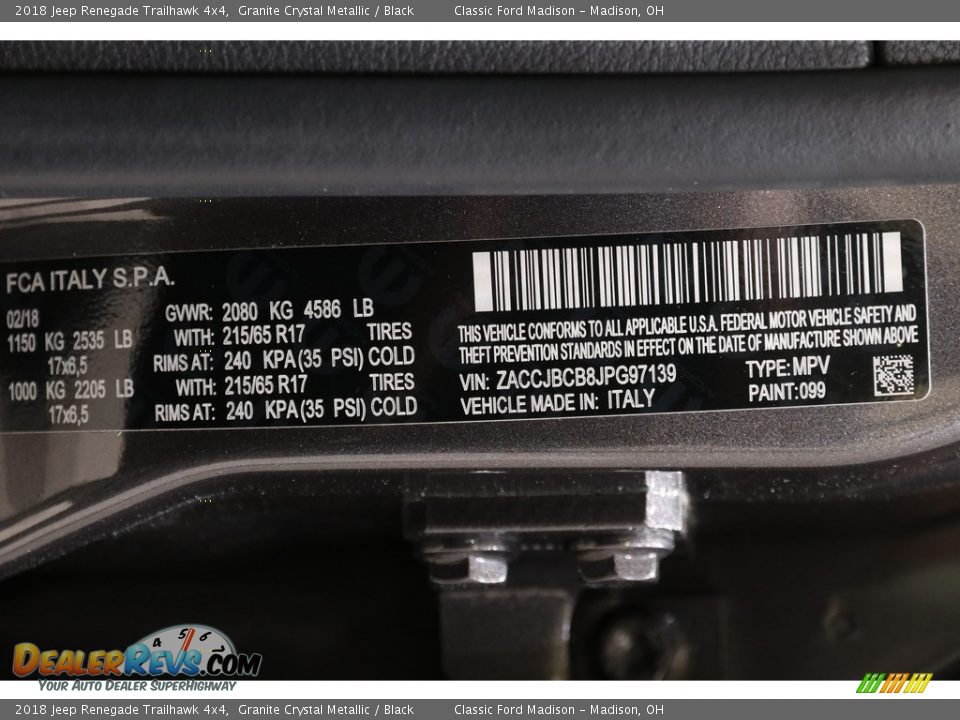 2018 Jeep Renegade Trailhawk 4x4, Granite Crystal Metallic / Black Classic Ford Madison - Madison, OH
FCA ITALY S.P.A.
02/18 GVWR: 2080 KG 4586 LB
1150 KG 2535 LB WITH: 215/65 R17 TIRES
17x6,5 RIMS AT: 240 KPA(35 PSI) COLD
1000 KG 2205 LB WITH: 215/65 R17 TIRES
17x6,5 RIMS AT: 240 KPA(35 PSI) COLD
THIS VEHICLE CONFORMS TO ALL APPLICABLE U.S.A. FEDERAL MOTOR VEHICLE SAFETY AND
THEFT PREVENTION STANDARDS IN EFFECT ON THE DATE OF MANUFACTURE SHOWN ABOVE
VIN: ZACCJBCB8JPG97139 TYPE: MPV
VEHICLE MADE IN: ITALY PAINT: 099
4 5 6
DEALERREVS.COM
YOUR AUTO DEALER SUPERHIGHWAY
2018 Jeep Renegade Trailhawk 4x4, Granite Crystal Metallic / Black Classic Ford Madison - Madison, OH